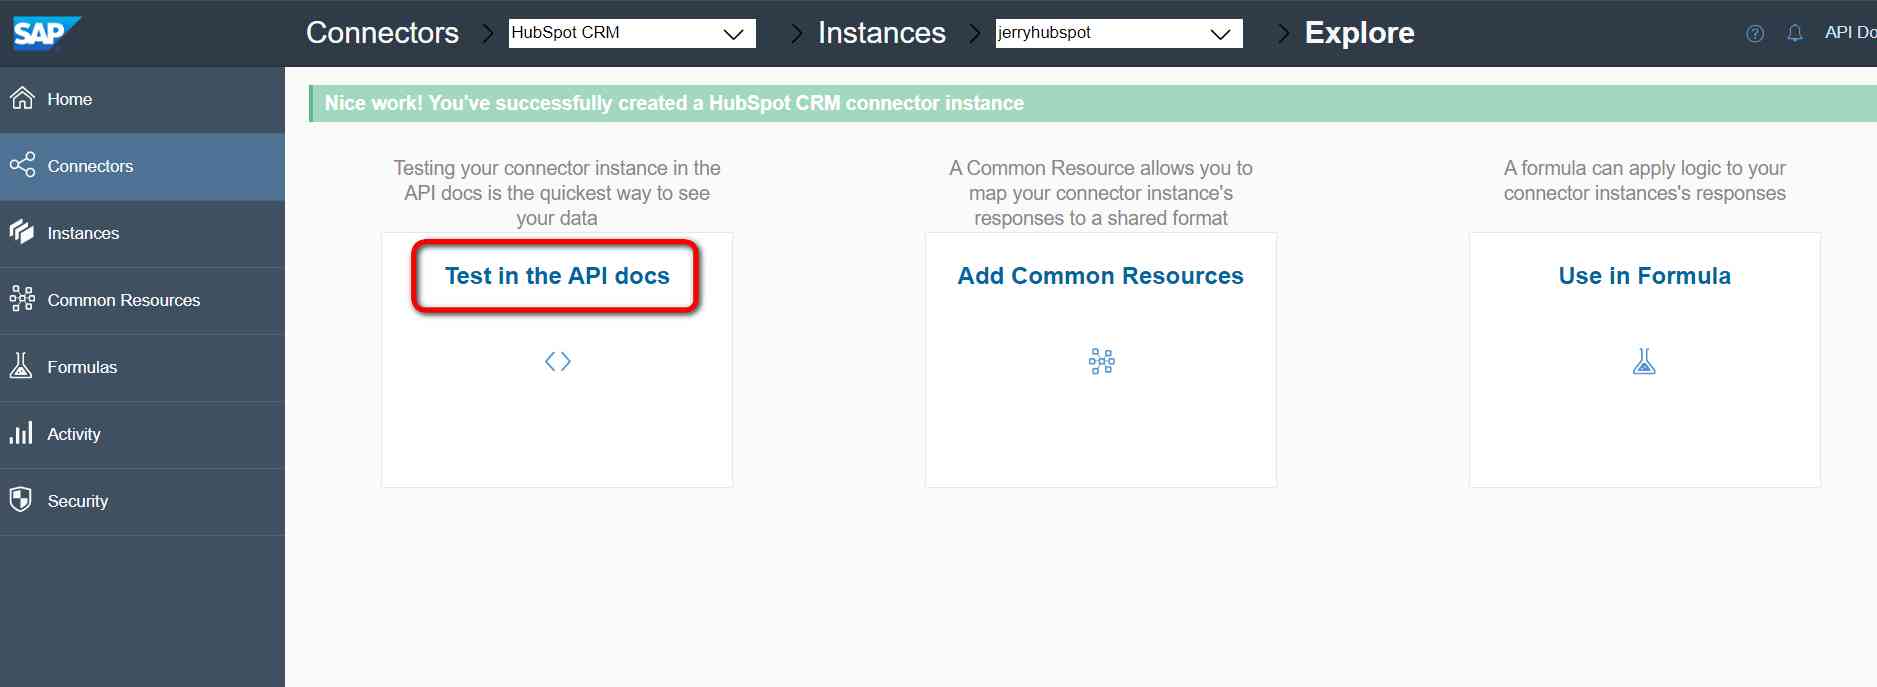 SAP
Connectors HubSpot CRM Instances jerryhubspot Explore
? API Do
Home
Connectors
Instances
Common Resources
Formulas
Activity
Security
Nice work! You've successfully created a HubSpot CRM connector instance
Testing your connector instance in the
API docs is the quickest way to see
your data
Test in the API docs
A Common Resource allows you to
map your connector instance's
responses to a shared format
Add Common Resources
A formula can apply logic to your
connector instances's responses
Use in Formula